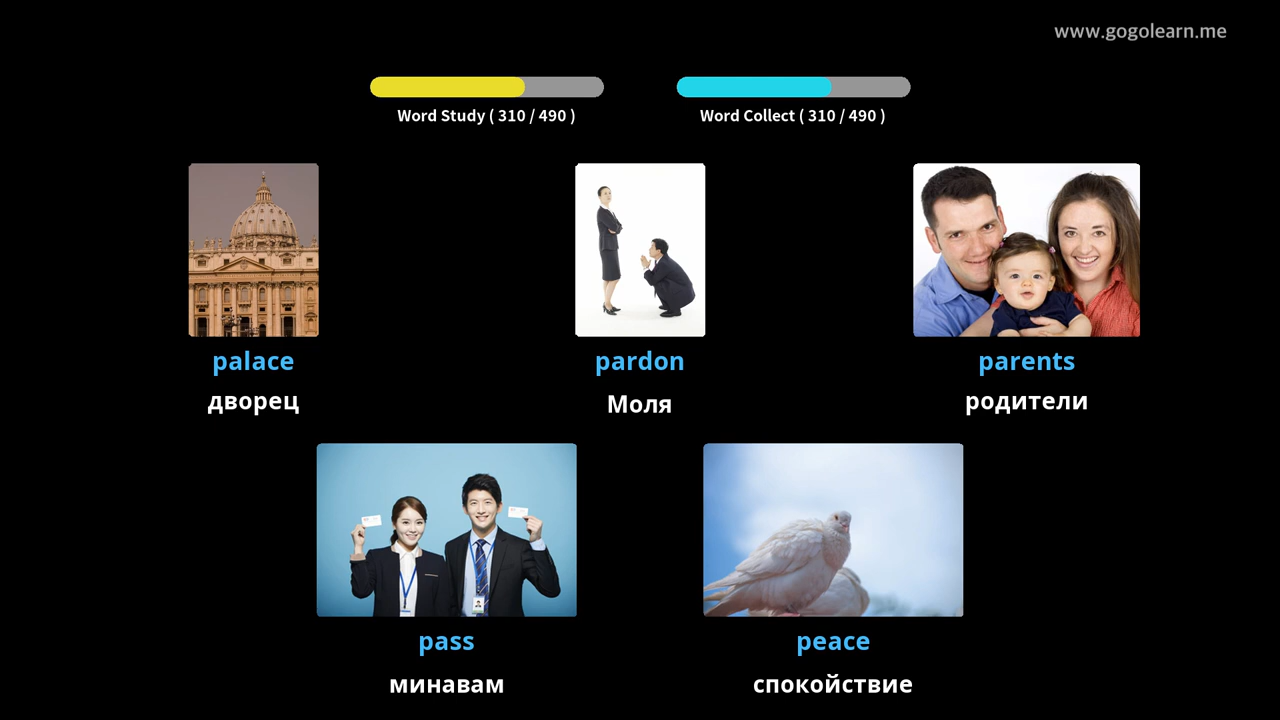 www.gogolearn.me
Word Study ( 310 / 490 )
Word Collect ( 310 / 490 )
palace
pardon
parents
дворец
Моля
родители
pass
peace
минавам
спокойствие